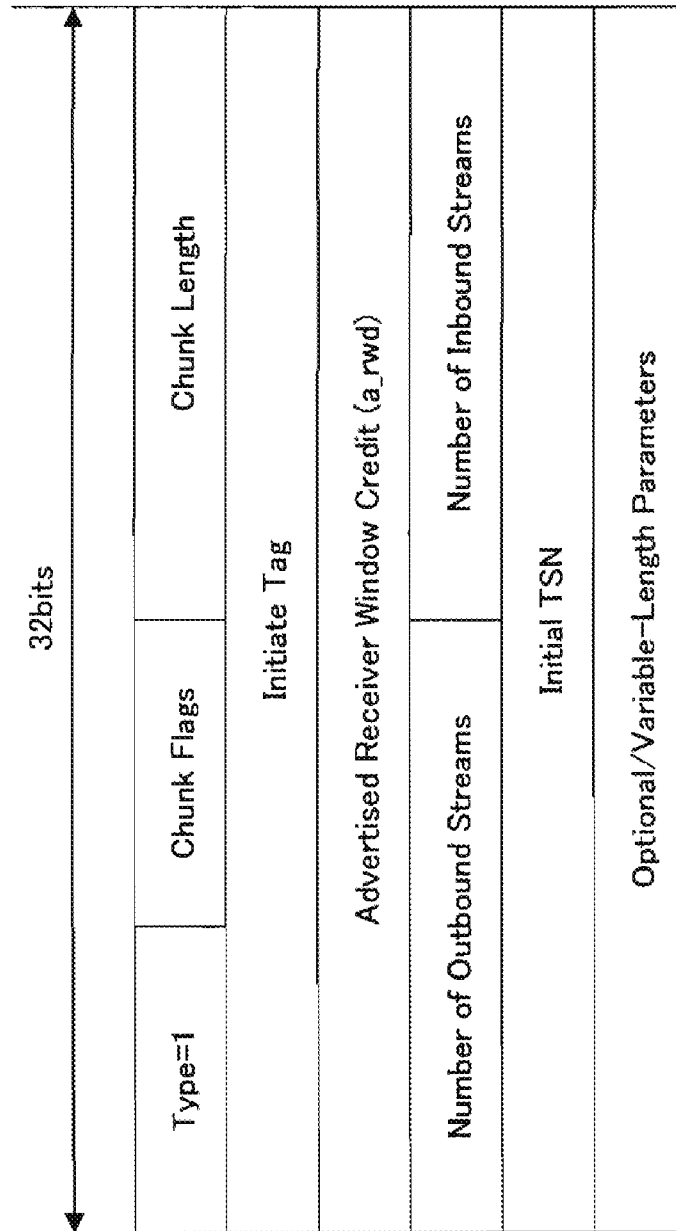 32bits
Type=1
Chunk Flags
Chunk Length
Initiate Tag
Advertised Receiver Window Credit (a_rwd)
Number of Outbound Streams
Number of Inbound Streams
Initial TSN
Optional/Variable-Length Parameters